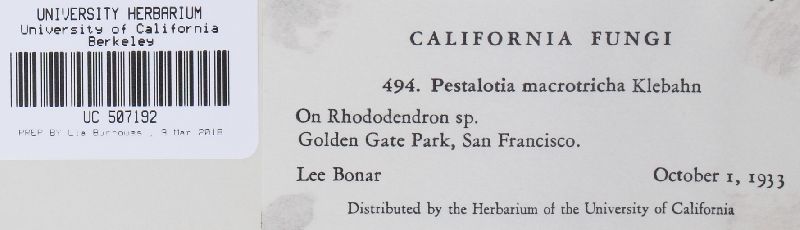 UNIVERSITY HERBARIUM
University of California
Berkeley
UC 507192
PREP BY Lia Burroums , 9 Mar 2018
CALIFORNIA FUNGI
494. Pestalotia macrotricha Klebahn
On Rhododendron sp.
Golden Gate Park, San Francisco.
Lee Bonar October 1, 1933
Distributed by the Herbarium of the University of California